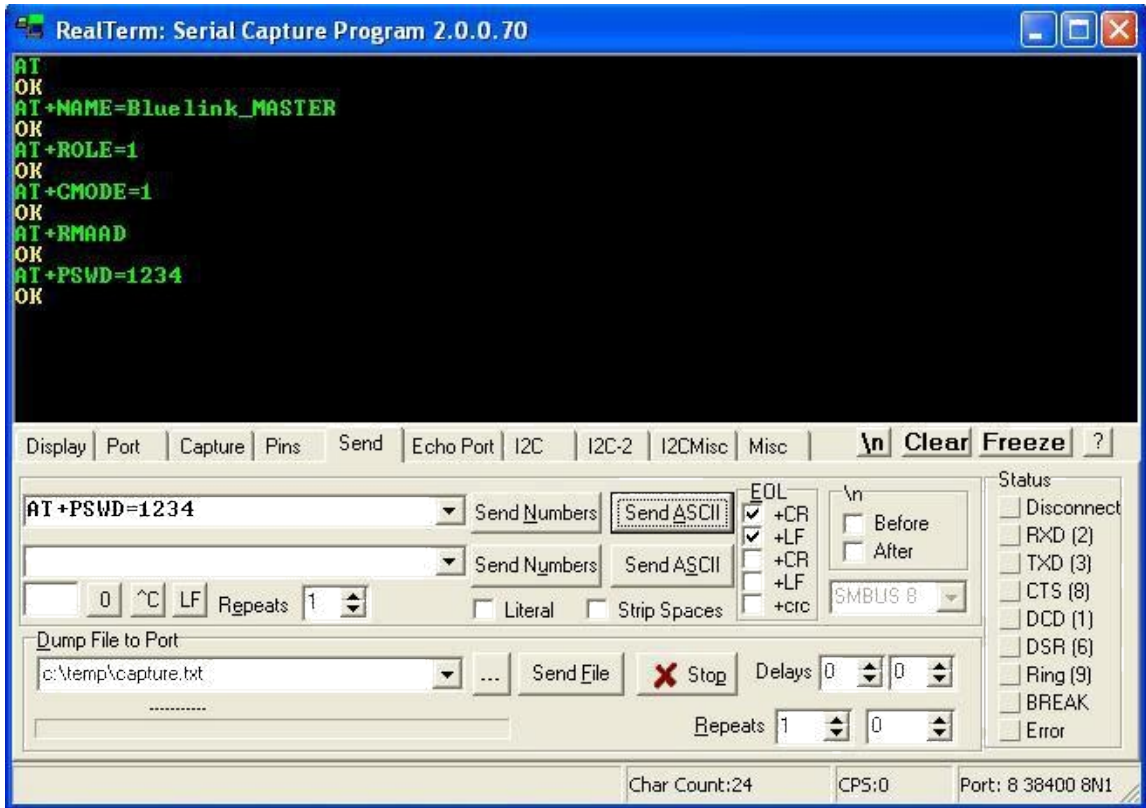 RealTerm: Serial Capture Program 2.0.0.70
AT
OK
AT+NAME=Bluelink_MASTER
OK
AT+ROLE=1
OK
AT+CMODE=1
OK
AT+RMAAD
OK
AT+PSWD=1234
OK
Display Port Capture Pins Send Echo Port I2C I2C-2 I2CMisc Misc \n Clear Freeze ?
AT+PSWD=1234
Send Numbers Send ASCII
EOL
+CR
+LF
+CR
+LF
+crc
\n
Before
After
Send Numbers Send ASCII
0 ^C LF Repeats 1
Literal Strip Spaces
SMBUS 8
Status
Disconnect
RXD (2)
TXD (3)
CTS (8)
DCD (1)
DSR (6)
Ring (9)
BREAK
Error
Dump File to Port
c:\temp\capture.txt ... Send File Stop Delays 0 0
Repeats 1 0
Char Count:24 CPS:0 Port: 8 38400 8N1